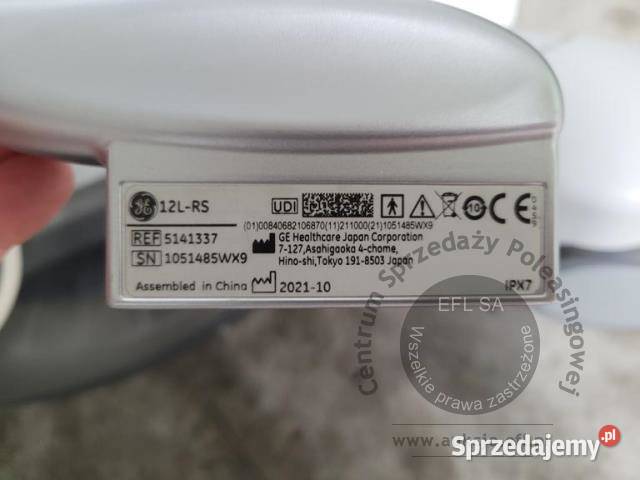 GE 12L-RS
UDI
(01)00840682106870(11)211000(21)1051485WX9
REF 5141337
SN 1051485WX9
GE Healthcare Japan Corporation
7-127,Asahigaoka 4-chome,
Hino-shi,Tokyo 191-8503 Japan
Assembled in China 2021-10
IPX7
10
CE
0459
Centrum Sprzedaży Poleasingowej
EFL SA
Wszelkie prawa zastrzeżone
Sprzedajemy.pl